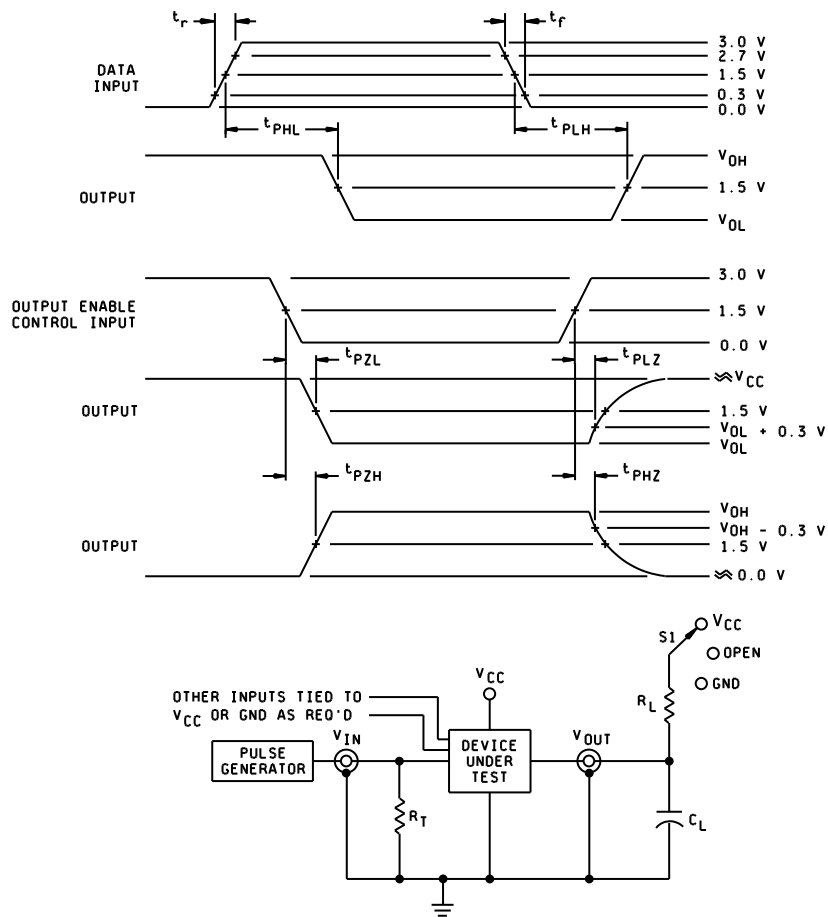 tr
tf
3.0 V
2.7 V
DATA
INPUT
1.5 V
0.3 V
0.0 V
tPHL
tPLH
VOH
OUTPUT
1.5 V
VOL
3.0 V
OUTPUT ENABLE
CONTROL INPUT
1.5 V
0.0 V
tPZL
tPLZ
≈VCC
OUTPUT
1.5 V
VOL + 0.3 V
VOL
tPZH
tPHZ
VOH
VOH - 0.3 V
OUTPUT
1.5 V
≈0.0 V
S1
VCC
OPEN
GND
RL
VCC
OTHER INPUTS TIED TO
VCC OR GND AS REQ'D
VIN
VOUT
PULSE
GENERATOR
DEVICE
UNDER
TEST
RT
CL